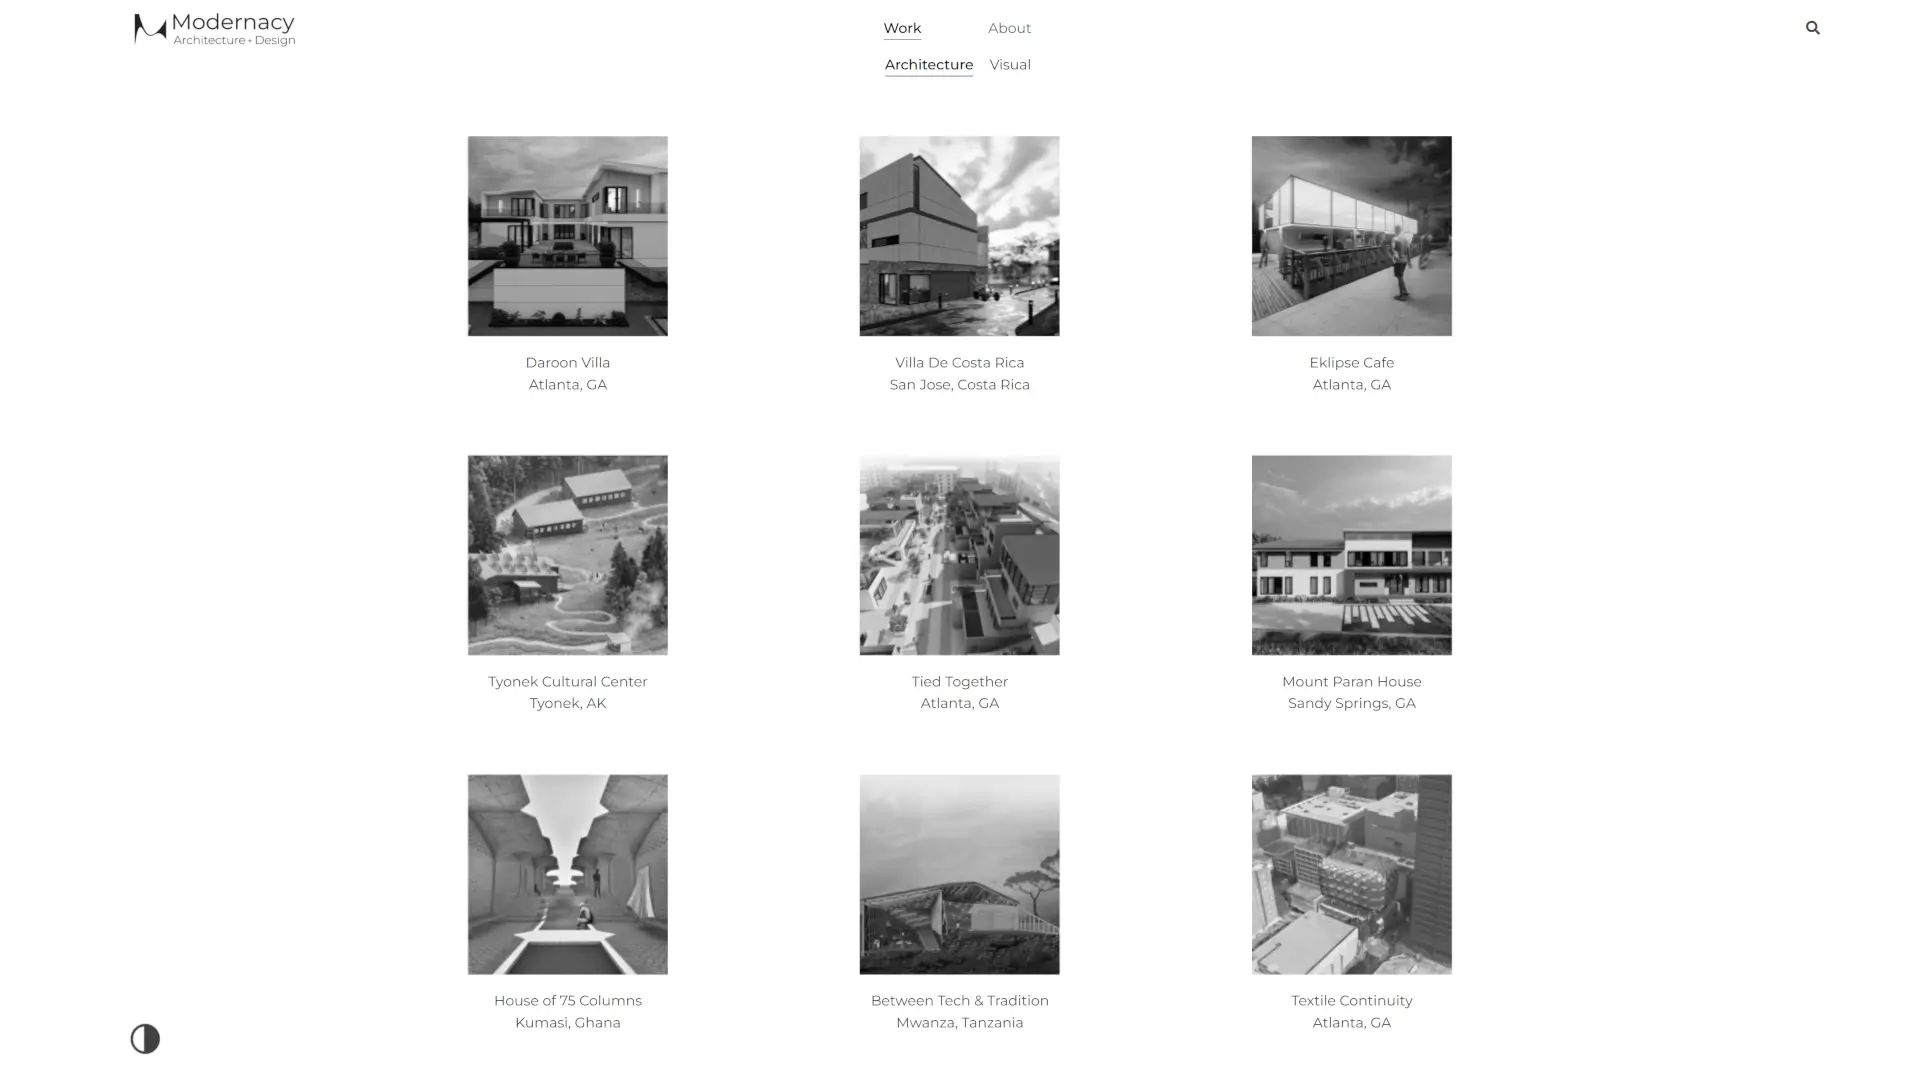 Modernacy
Architecture + Design
Work
About
Architecture
Visual
Daroon Villa
Atlanta, GA
Villa De Costa Rica
San Jose, Costa Rica
Eklipse Cafe
Atlanta, GA
Tyonek Cultural Center
Tyonek, AK
Tied Together
Atlanta, GA
Mount Paran House
Sandy Springs, GA
House of 75 Columns
Kumasi, Ghana
Between Tech & Tradition
Mwanza, Tanzania
Textile Continuity
Atlanta, GA